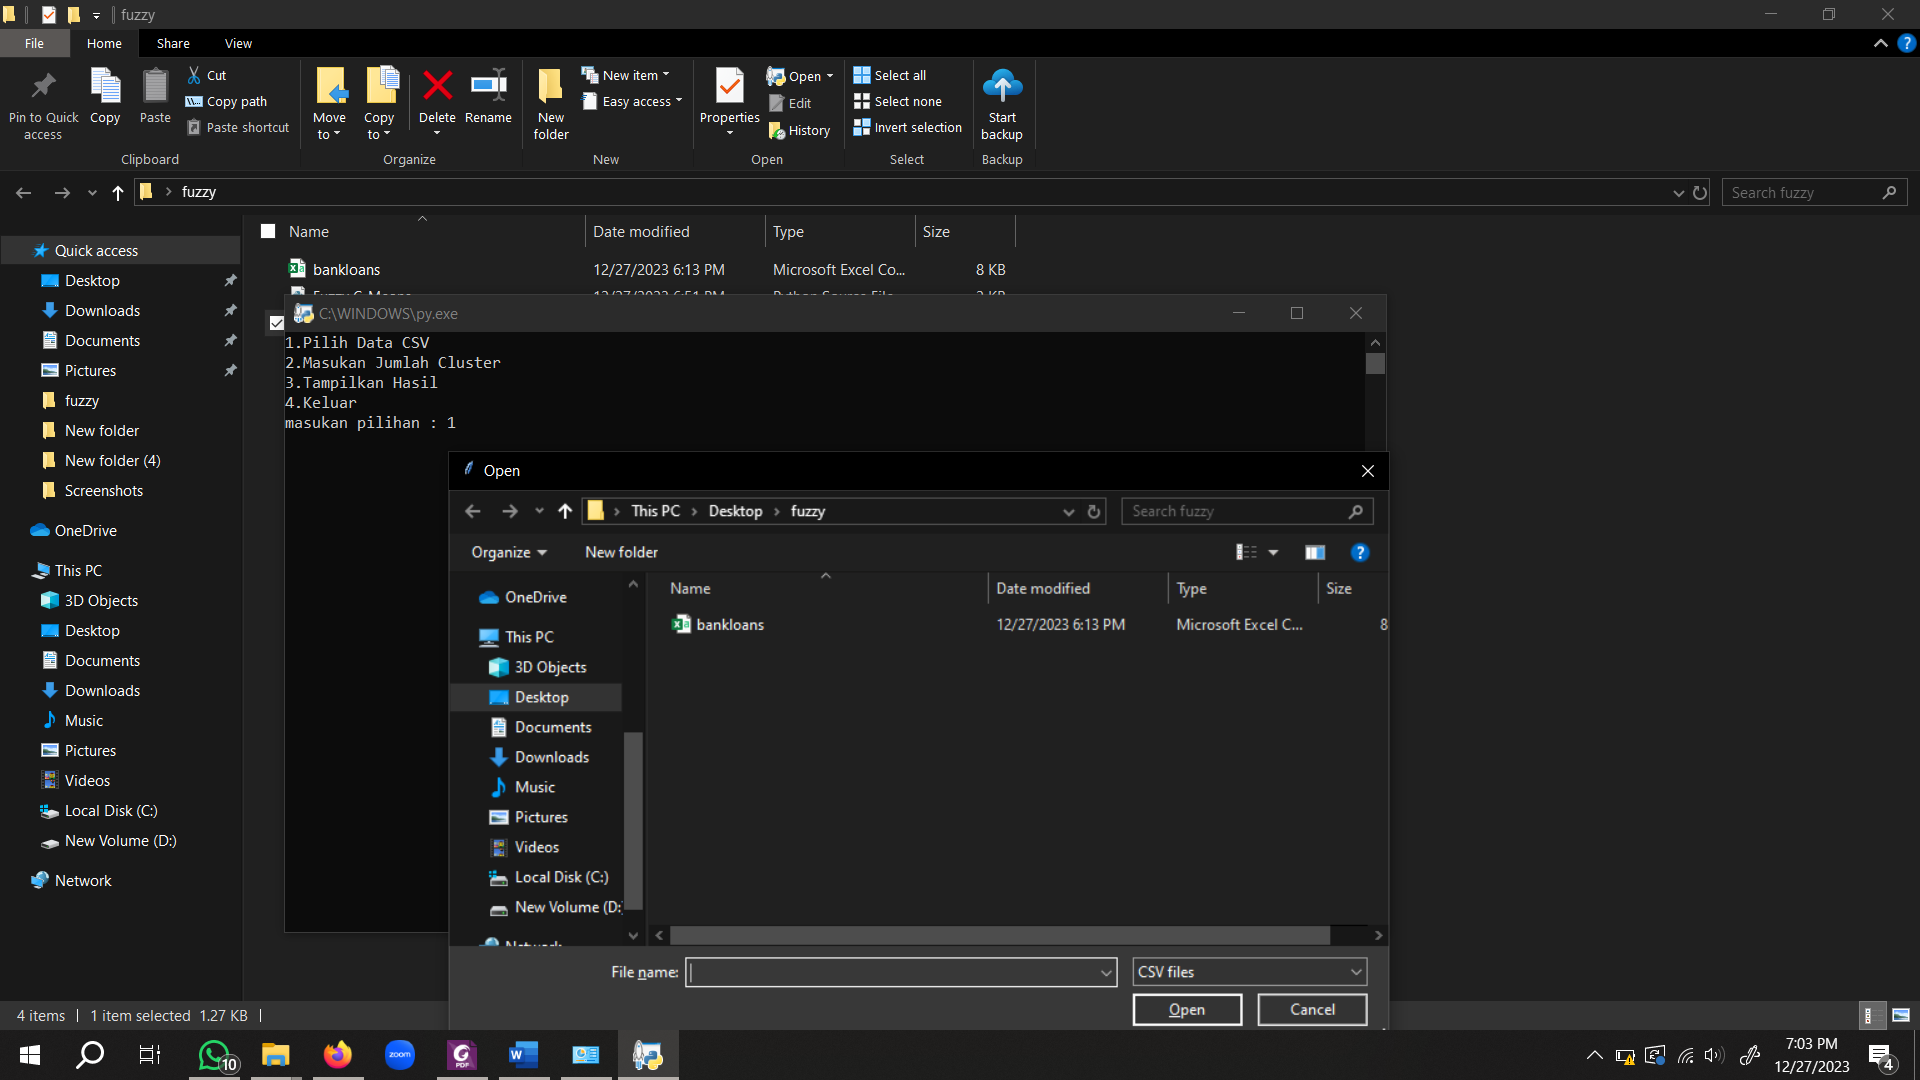 fuzzy
File Home Share View
Pin to Quick access
Copy
Paste
Cut
Copy path
Paste shortcut
Clipboard
Move to
Copy to
Delete
Rename
Organize
New folder
New item
Easy access
New
Properties
Open
Edit
History
Open
Select all
Select none
Invert selection
Select
Start backup
Backup
fuzzy
Search fuzzy
Name Date modified Type Size
bankloans 12/27/2023 6:13 PM Microsoft Excel Co... 8 KB
Quick access
Desktop
Downloads
Documents
Pictures
fuzzy
New folder
New folder (4)
Screenshots
OneDrive
This PC
3D Objects
Desktop
Documents
Downloads
Music
Pictures
Videos
Local Disk (C:)
New Volume (D:)
Network
C:\WINDOWS\py.exe
1.Pilih Data CSV
2.Masukan Jumlah Cluster
3.Tampilkan Hasil
4.Keluar
masukan pilihan : 1
Open
This PC Desktop fuzzy
Search fuzzy
Organize New folder
Name Date modified Type Size
bankloans 12/27/2023 6:13 PM Microsoft Excel C... 8
OneDrive
This PC
3D Objects
Desktop
Documents
Downloads
Music
Pictures
Videos
Local Disk (C:)
New Volume (D:
File name: CSV files
Open Cancel
4 items 1 item selected 1.27 KB
10
zoom
PDF
7:03 PM
12/27/2023
4